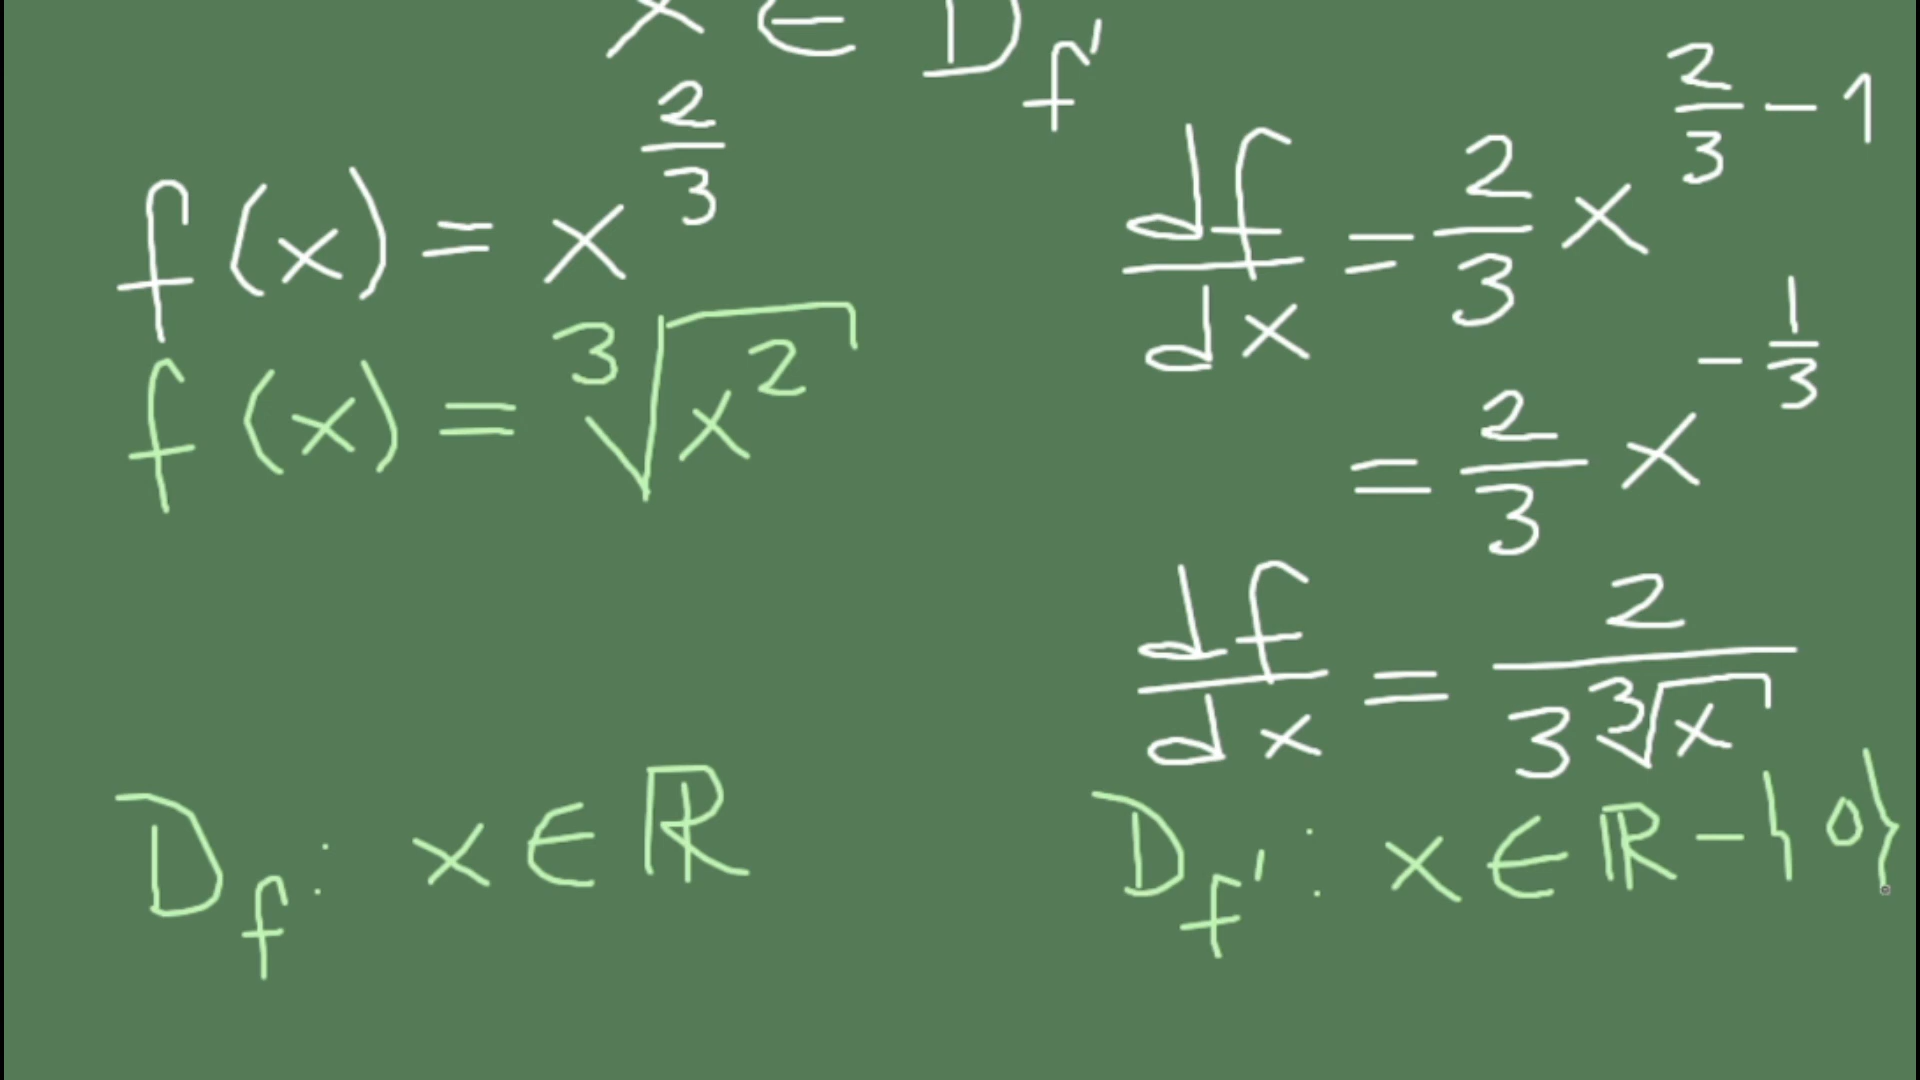 x ∈ D_f'
f(x) = x^(2/3)
f(x) = ∛(x²)
D_f : x ∈ ℝ
df/dx = 2/3 x^(2/3 - 1)
= 2/3 x^(-1/3)
df/dx = 2/(3∛x)
D_f' : x ∈ ℝ - {0}